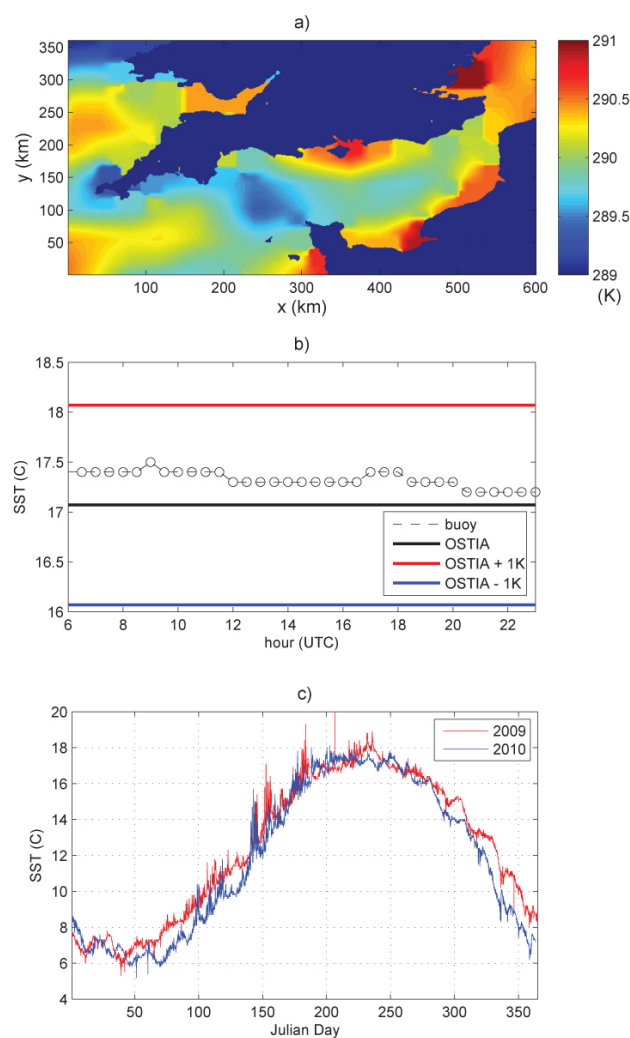 a)
350
300
250
200
150
100
50
y (km)
100 200 300 400 500 600
x (km)
291
290.5
290
289.5
289
(K)
b)
18.5
18
17.5
17
16.5
16
SST (C)
buoy
OSTIA
OSTIA + 1K
OSTIA - 1K
6 8 10 12 14 16 18 20 22
hour (UTC)
c)
20
18
16
14
12
10
8
6
4
SST (C)
2009
2010
50 100 150 200 250 300 350
Julian Day